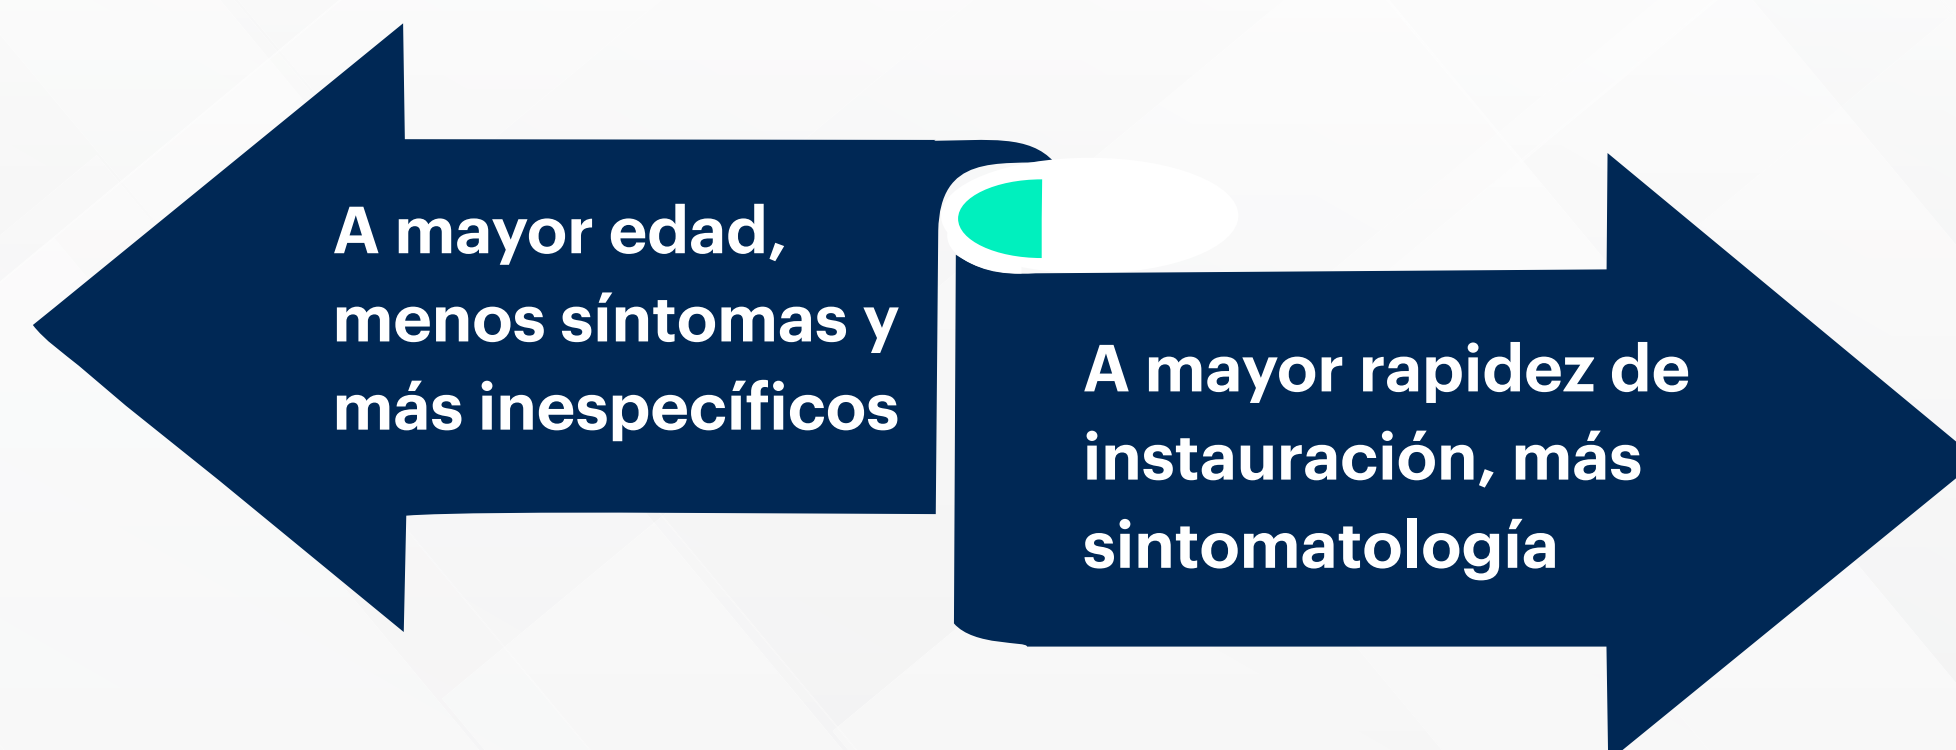 A mayor edad,
menos síntomas y
más inespecíficos
A mayor rapidez de
instauración, más
sintomatología